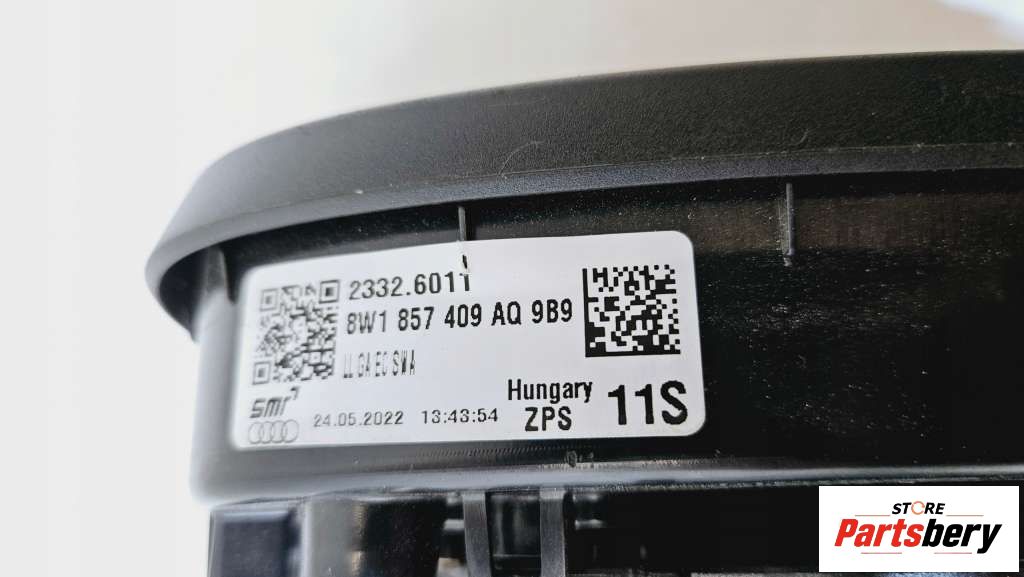 2332.6011
8W1 857 409 AQ 9B9
LL GA EC SWA
smr
24.05.2022 13:43:54
Hungary
ZPS
11S
STORE
Partsbery